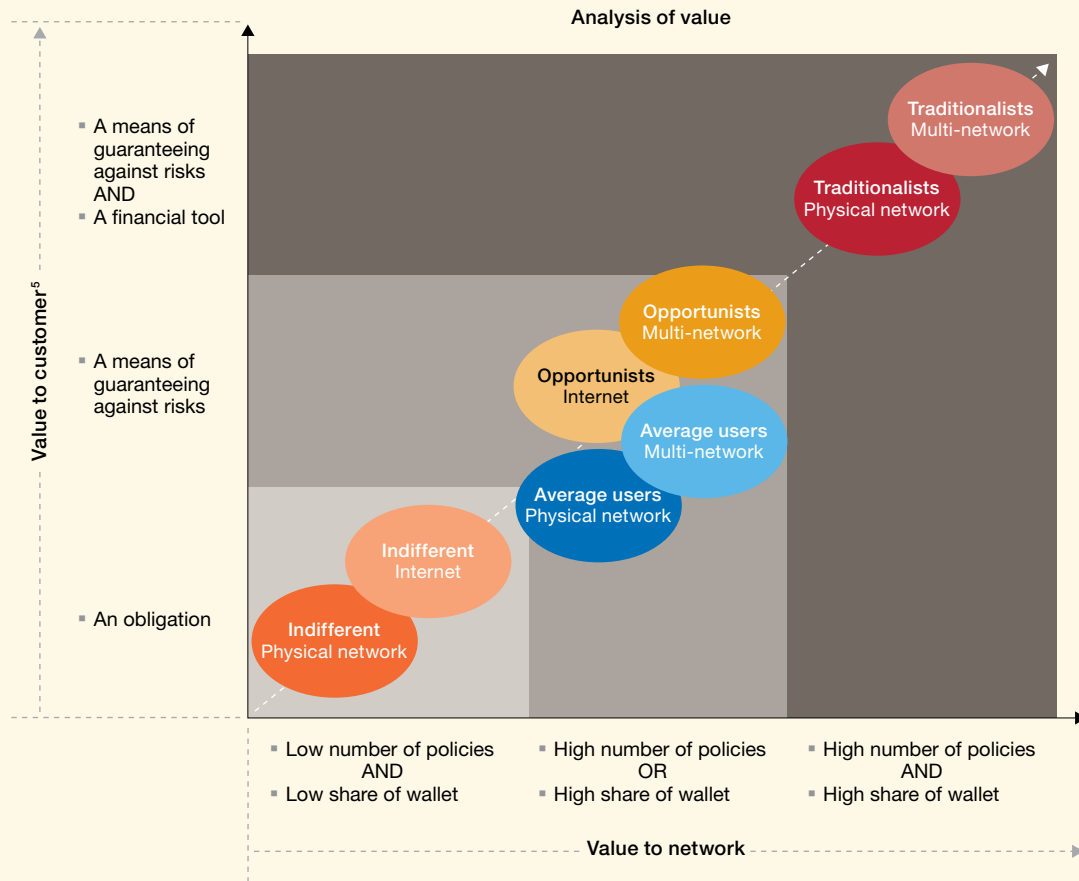 Analysis of value
Value to customer5
▪ A means of
guaranteeing
against risks
AND
▪ A financial tool
▪ A means of
guaranteeing
against risks
▪ An obligation
Traditionalists
Multi-network
Traditionalists
Physical network
Opportunists
Multi-network
Opportunists
Internet
Average users
Multi-network
Average users
Physical network
Indifferent
Internet
Indifferent
Physical network
▪ Low number of policies
AND
▪ Low share of wallet
▪ High number of policies
OR
▪ High share of wallet
▪ High number of policies
AND
▪ High share of wallet
Value to network